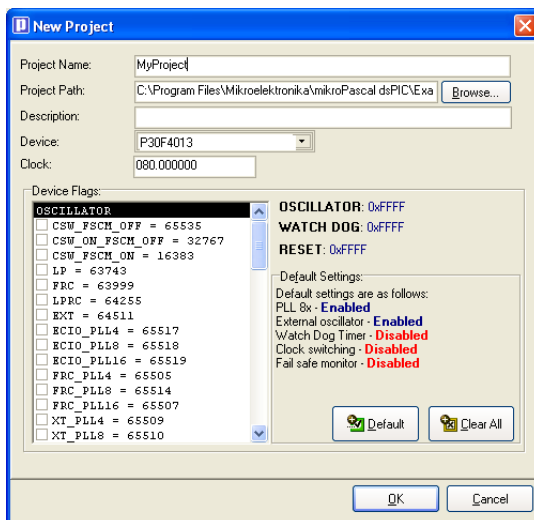 New Project
Project Name: MyProject
Project Path: C:\Program Files\Mikroelektronika\mikroPascal dsPIC\Exa Browse...
Description:
Device: P30F4013
Clock: 080.000000
Device Flags:
OSCILLATOR
CSW_FSCM_OFF = 65535
CSW_ON_FSCM_OFF = 32767
CSW_FSCM_ON = 16383
LP = 63743
FRC = 63999
LPRC = 64255
EXT = 64511
ECIO_PLL4 = 65517
ECIO_PLL8 = 65518
ECIO_PLL16 = 65519
FRC_PLL4 = 65505
FRC_PLL8 = 65514
FRC_PLL16 = 65507
XT_PLL4 = 65509
XT_PLL8 = 65510
OSCILLATOR: 0xFFFF
WATCH DOG: 0xFFFF
RESET: 0xFFFF
Default Settings:
Default settings are as follows:
PLL 8x - Enabled
External oscillator - Enabled
Watch Dog Timer - Disabled
Clock switching - Disabled
Fail safe monitor - Disabled
Default Clear All
OK Cancel